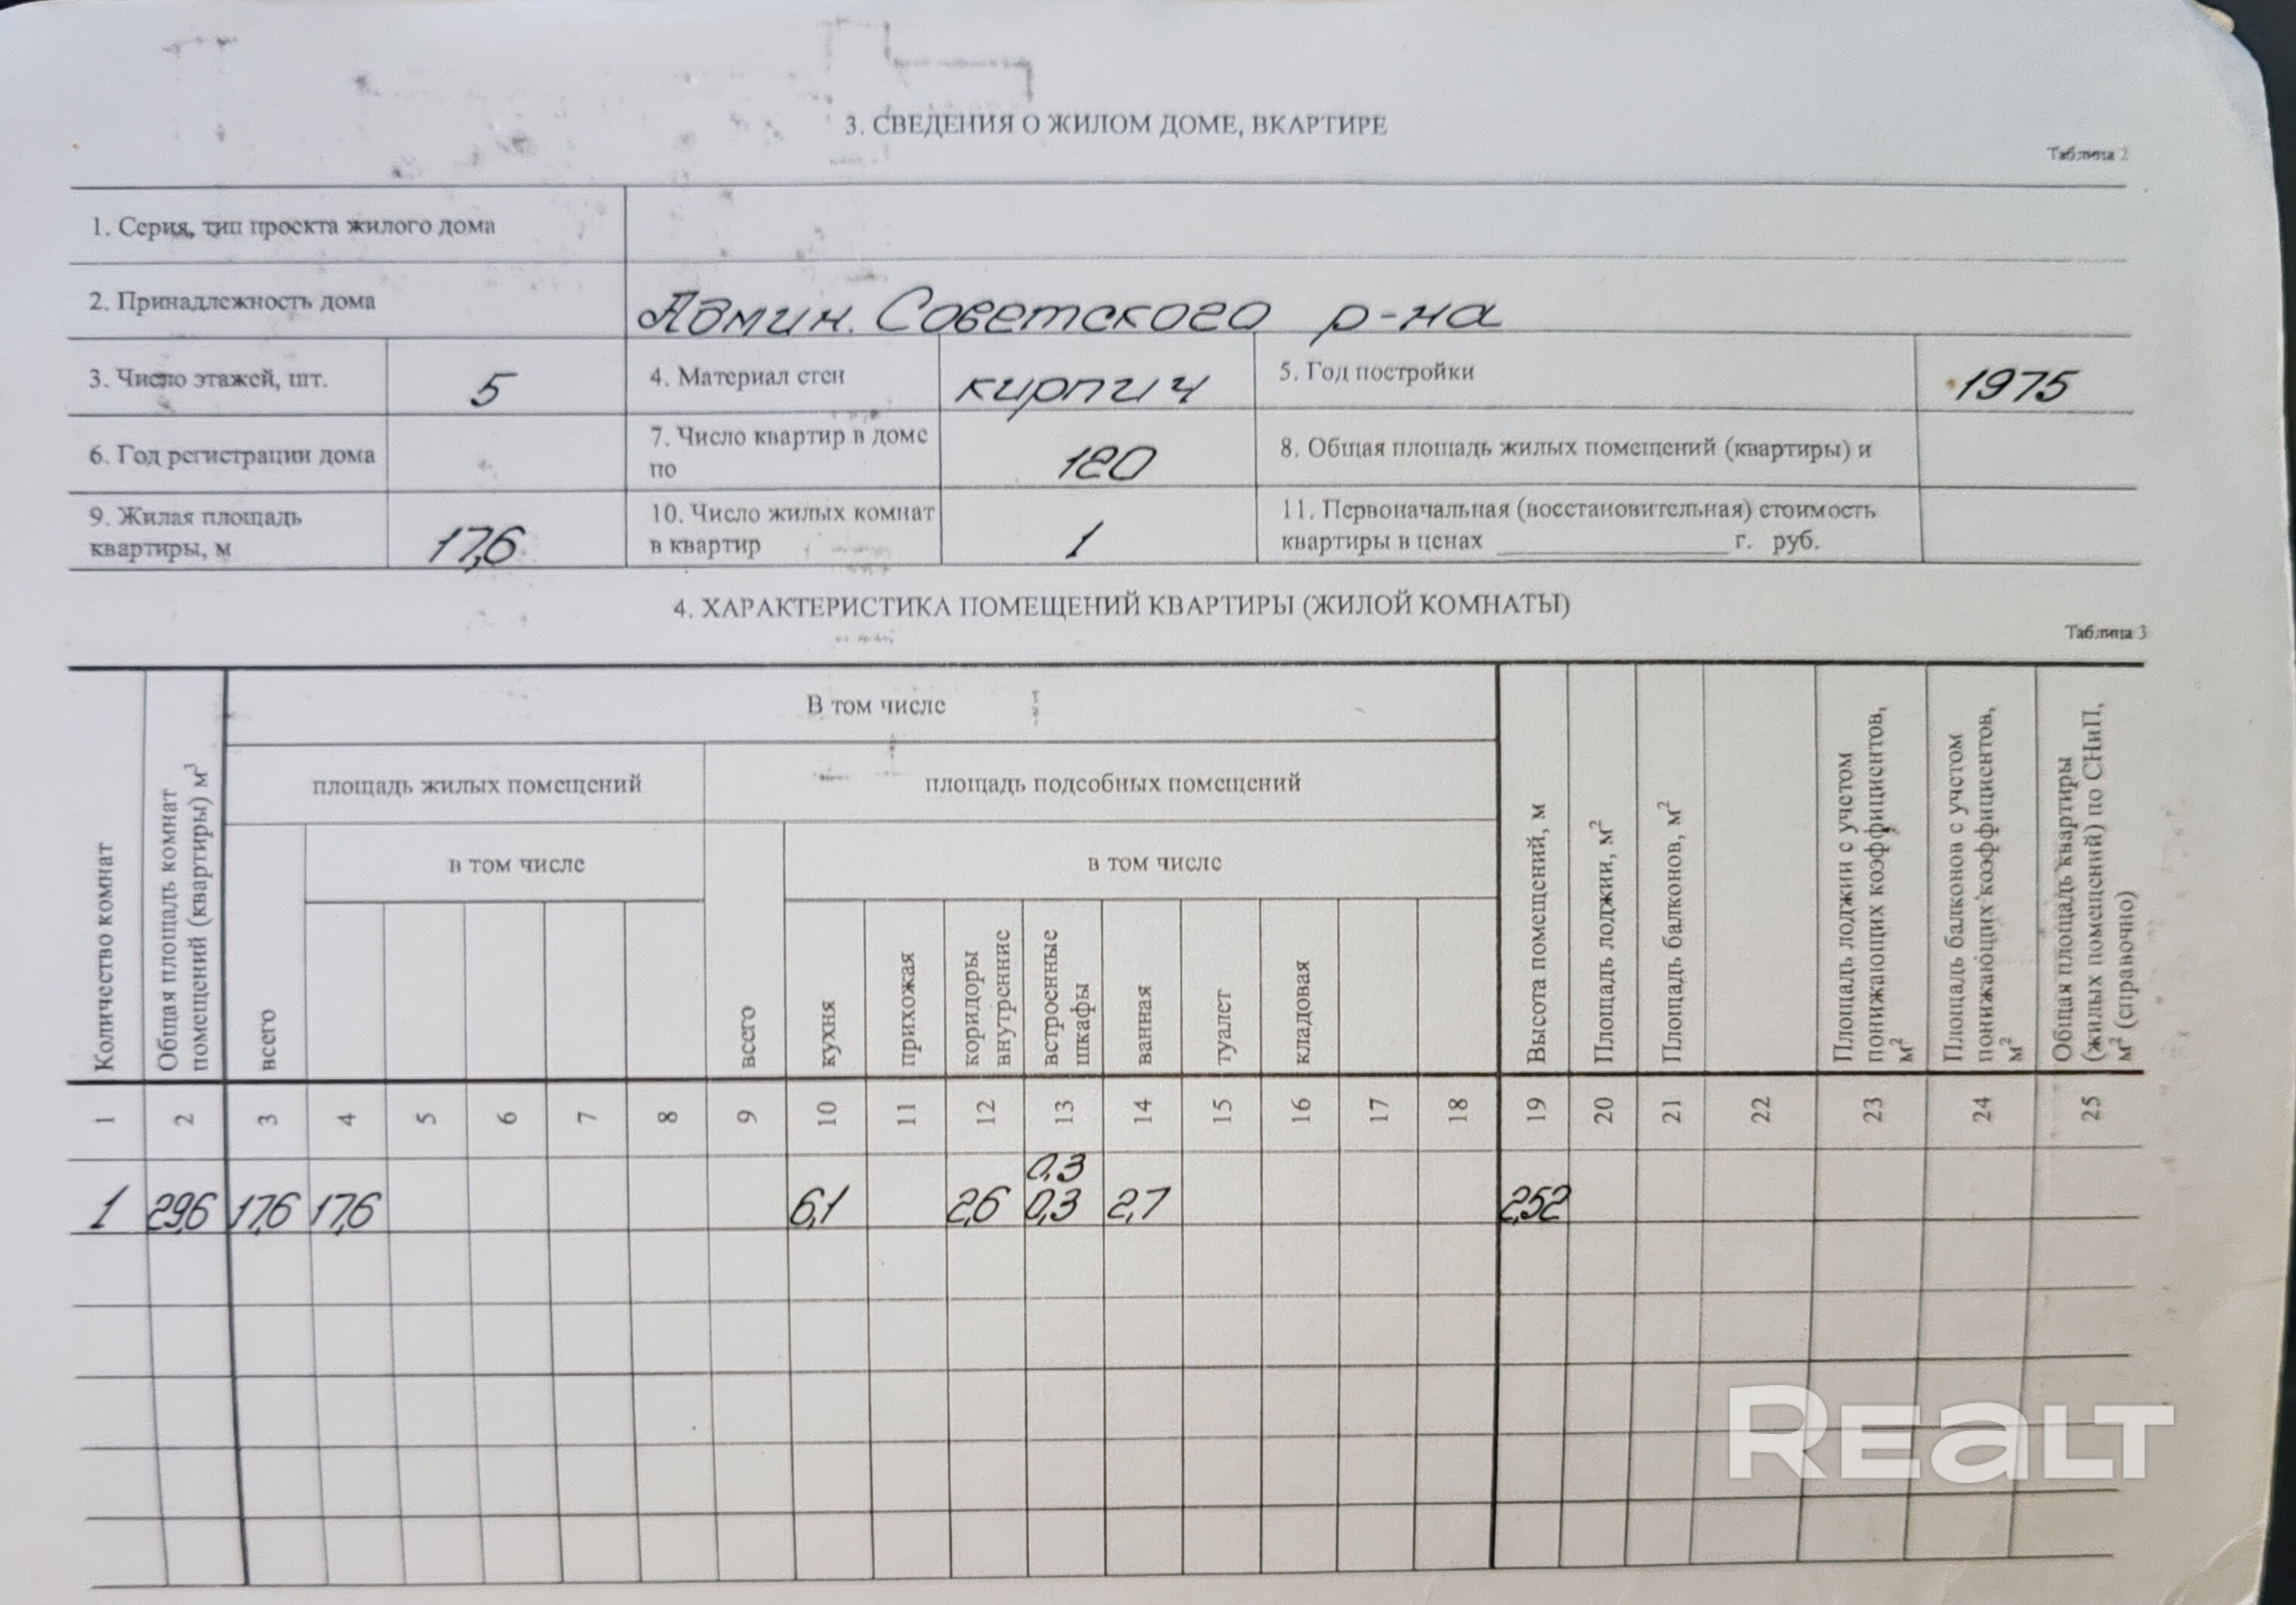 3. СВЕДЕНИЯ О ЖИЛОМ ДОМЕ, ВКАРТИРЕ
Таблица 2
1. Серия, тип проекта жилого дома
2. Принадлежность дома
Админ. Советского р-на
3. Число этажей, шт.
5
4. Материал стен
кирпич
5. Год постройки
1975
6. Год регистрации дома
7. Число квартир в доме
по
180
8. Общая площадь жилых помещений (квартиры) и
9. Жилая площадь
квартиры, м
17,6
10. Число жилых комнат
в квартир
1
11. Первоначальная (восстановительная) стоимость
квартиры в ценах ____________ г. руб.
4. ХАРАКТЕРИСТИКА ПОМЕЩЕНИЙ КВАРТИРЫ (ЖИЛОЙ КОМНАТЫ)
Таблица 3
Количество комнат
Общая площадь комнат
помещений (квартиры) м³
В том числе
площадь жилых помещений
площадь подсобных помещений
всего
в том числе
всего
в том числе
кухня
прихожая
коридоры
внутренние
встроенные
шкафы
ванная
туалет
кладовая
Высота помещений, м
Площадь лоджии, м²
Площадь балконов, м²
Площадь лоджии с учетом
понижающих коэффициентов,
м²
Площадь балконов с учетом
понижающих коэффициентов,
м²
Общая площадь квартиры
(жилых помещений) по СНиП,
м² (справочно)
1 2 3 4 5 6 7 8 9 10 11 12 13 14 15 16 17 18 19 20 21 22 23 24 25
0,3
1 29,6 17,6 17,6 6,1 2,6 0,3 2,7 2,52
REALT